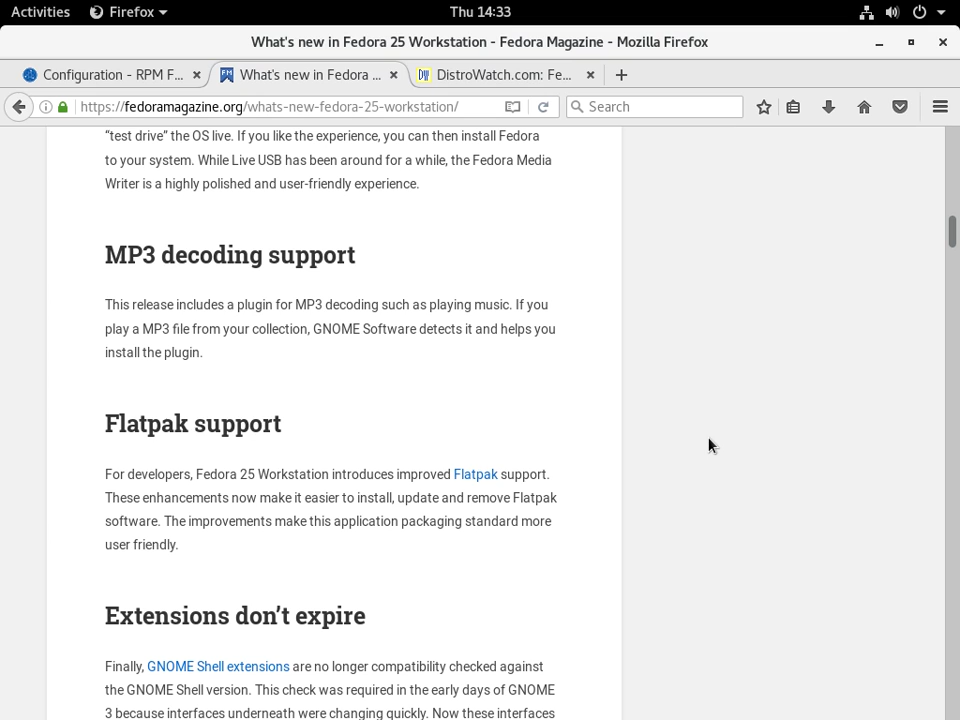 Activities Firefox Thu 14:33
What's new in Fedora 25 Workstation - Fedora Magazine - Mozilla Firefox
Configuration - RPM F... What's new in Fedora ... DW DistroWatch.com: Fe...
https://fedoramagazine.org/whats-new-fedora-25-workstation/ Search
“test drive” the OS live. If you like the experience, you can then install Fedora
to your system. While Live USB has been around for a while, the Fedora Media
Writer is a highly polished and user-friendly experience.
MP3 decoding support
This release includes a plugin for MP3 decoding such as playing music. If you
play a MP3 file from your collection, GNOME Software detects it and helps you
install the plugin.
Flatpak support
For developers, Fedora 25 Workstation introduces improved Flatpak support.
These enhancements now make it easier to install, update and remove Flatpak
software. The improvements make this application packaging standard more
user friendly.
Extensions don’t expire
Finally, GNOME Shell extensions are no longer compatibility checked against
the GNOME Shell version. This check was required in the early days of GNOME
3 because interfaces underneath were changing quickly. Now these interfaces